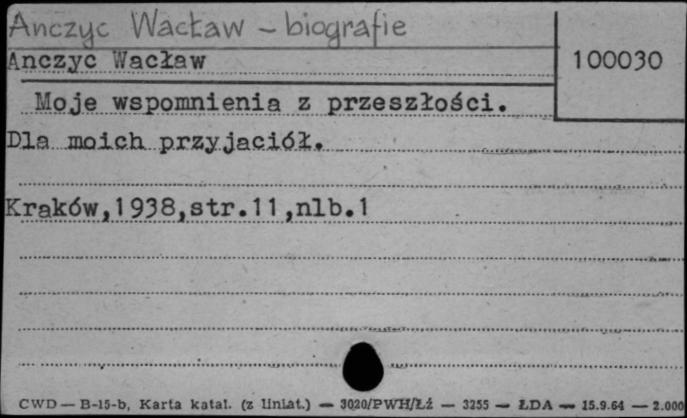 Anczyc Wacław - biografie
Anczyc Wacław
100030
Moje wspomnienia z przeszłości.
Dla moich przyjaciół.
Kraków,1938,str.11,nlb.1
CWD — B-15-b, Karta katal. (z liniat.) — 3020/PWH/Łź — 3255 — ŁDA — 15.9.64 — 2.000